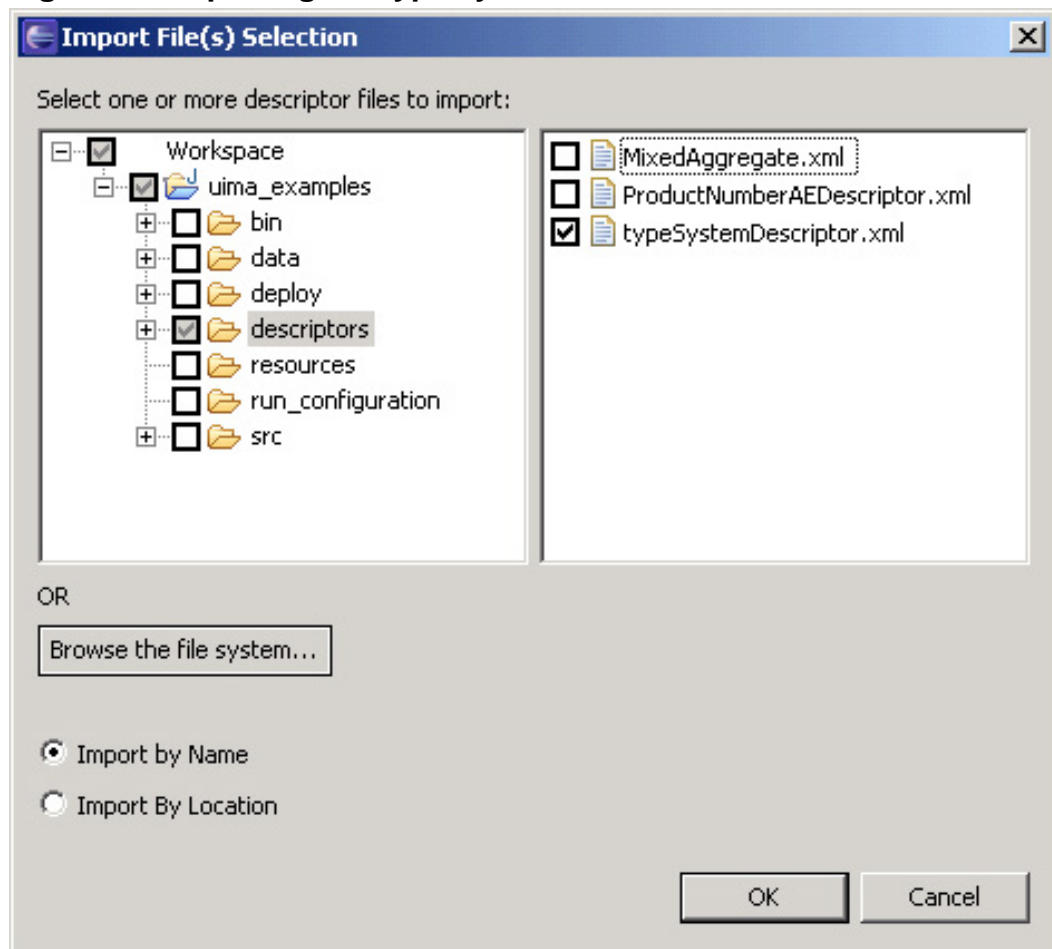 Import File(s) Selection
Select one or more descriptor files to import:
Workspace
uima_examples
bin
data
deploy
descriptors
resources
run_configuration
src
MixedAggregate.xml
ProductNumberAEDescriptor.xml
typeSystemDescriptor.xml
OR
Browse the file system...
Import by Name
Import By Location
OK
Cancel